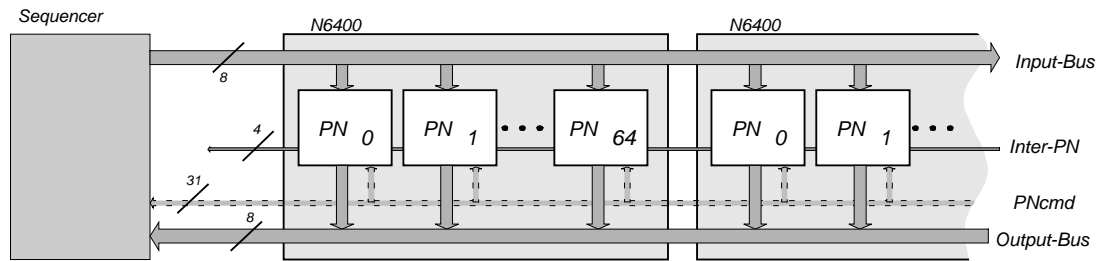 Sequencer
N6400
N6400
8
Input-Bus
PN 0
PN 1
PN 64
PN 0
PN 1
4
Inter-PN
31
PNcmd
8
Output-Bus